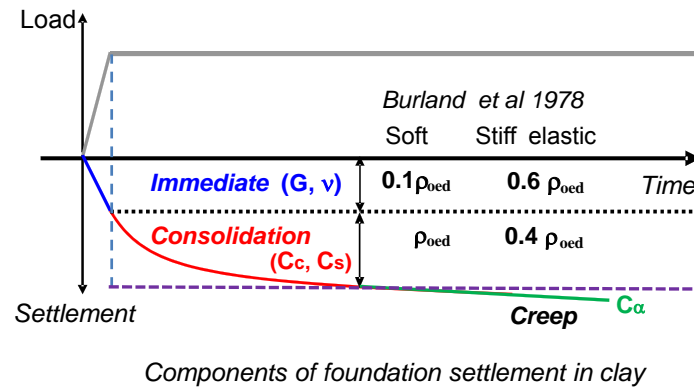 Load
Burland et al 1978
Soft Stiff elastic
Immediate (G, ν) 0.1ρoed 0.6 ρoed Time
Consolidation ρoed 0.4 ρoed
(Cc, Cs)
Settlement Creep Cα
Components of foundation settlement in clay